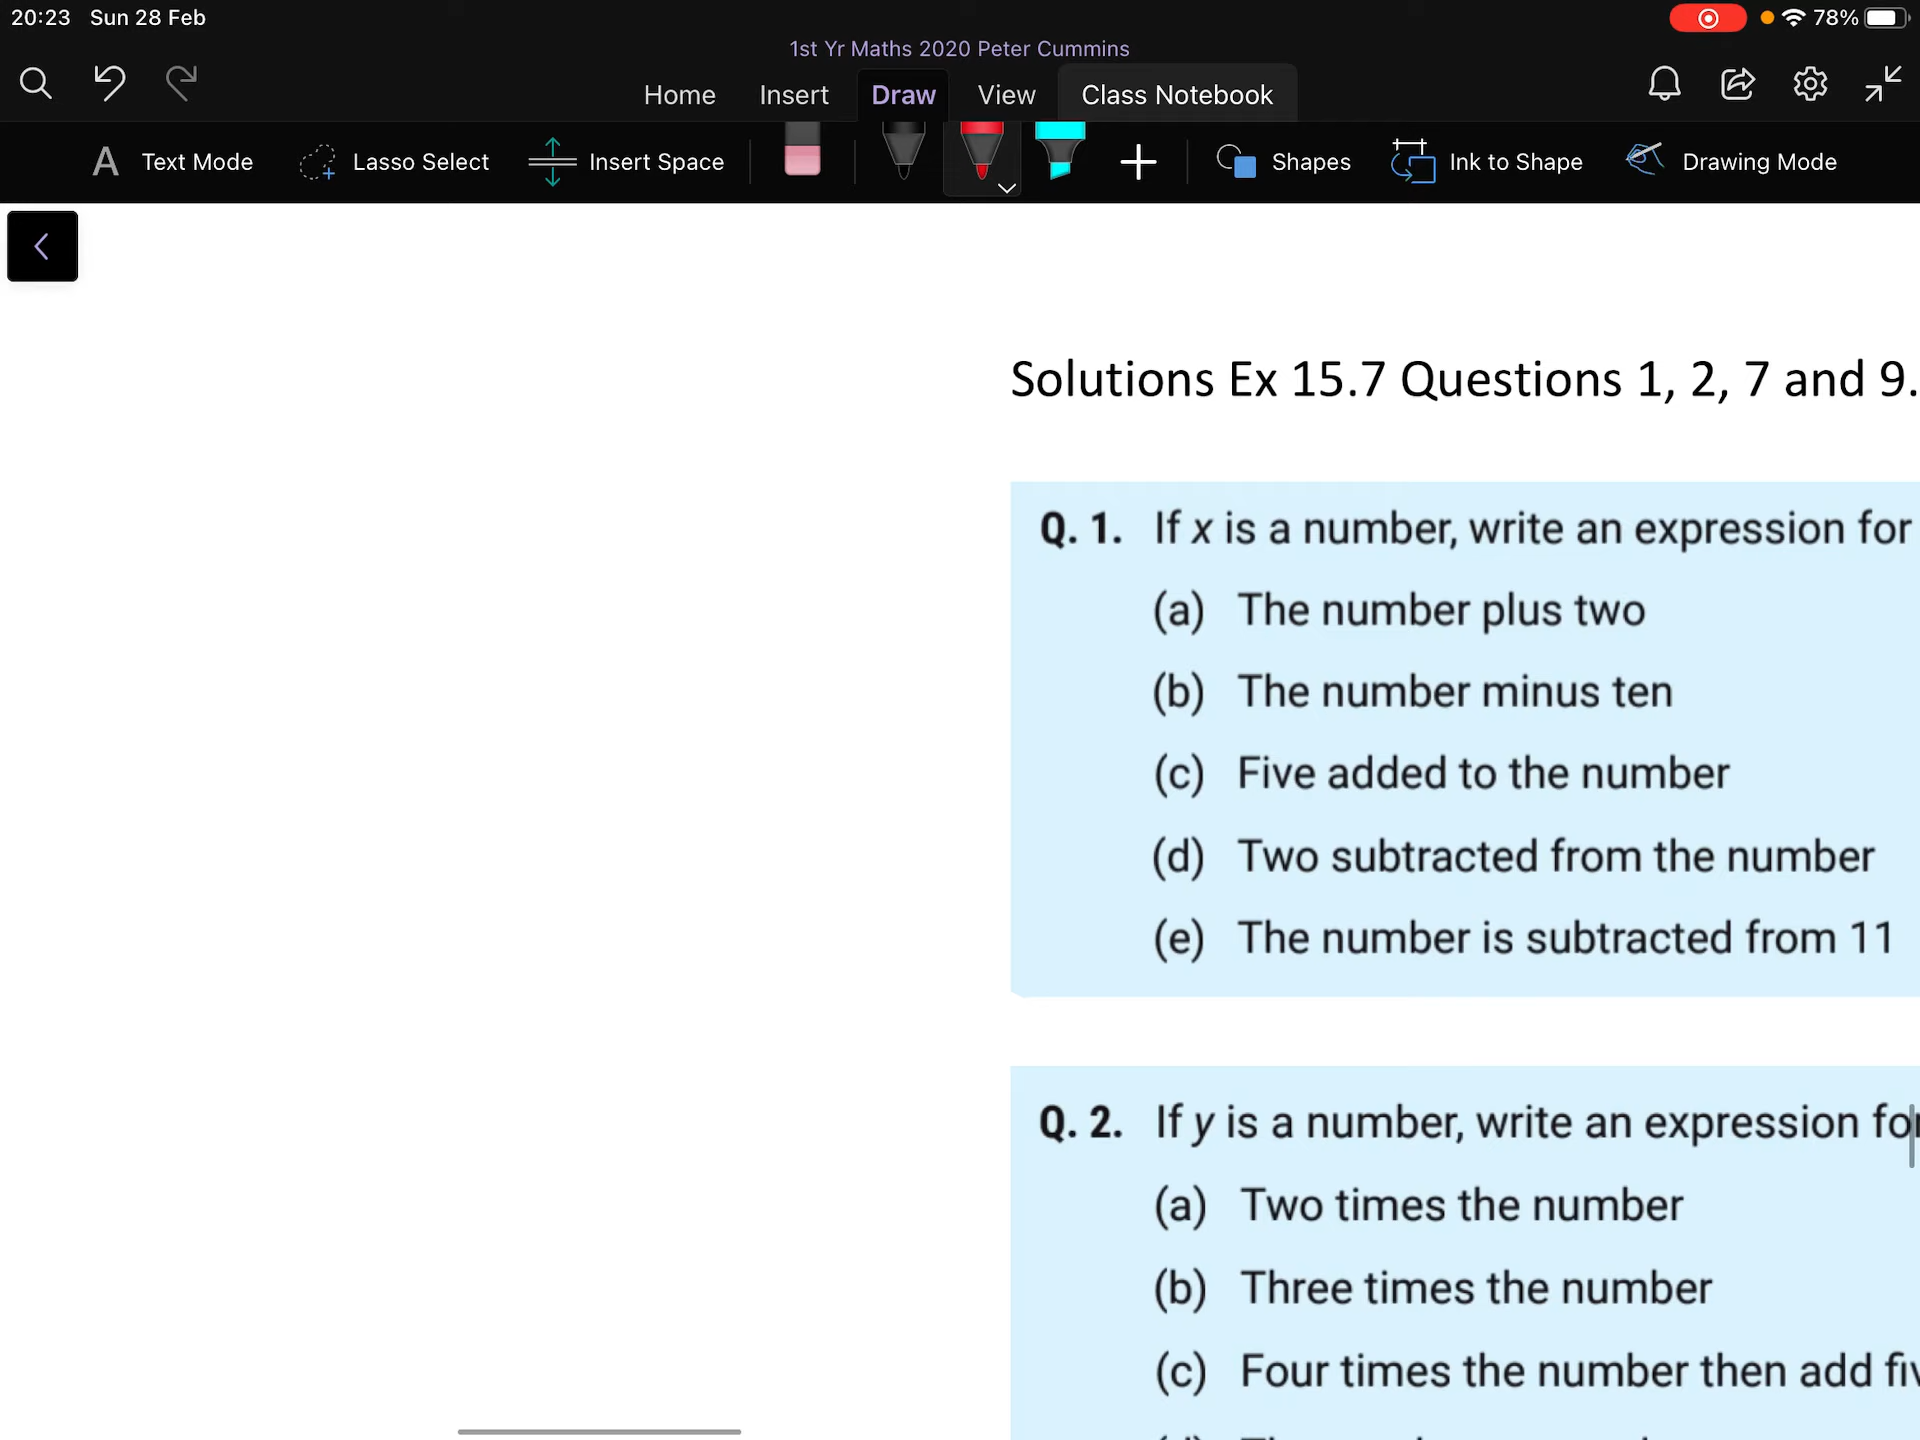 20:23 Sun 28 Feb
78%
1st Yr Maths 2020 Peter Cummins
Home Insert Draw View Class Notebook
A Text Mode Lasso Select Insert Space Shapes Ink to Shape Drawing Mode
Solutions Ex 15.7 Questions 1, 2, 7 and 9.
Q. 1. If x is a number, write an expression for
(a) The number plus two
(b) The number minus ten
(c) Five added to the number
(d) Two subtracted from the number
(e) The number is subtracted from 11
Q. 2. If y is a number, write an expression for
(a) Two times the number
(b) Three times the number
(c) Four times the number then add